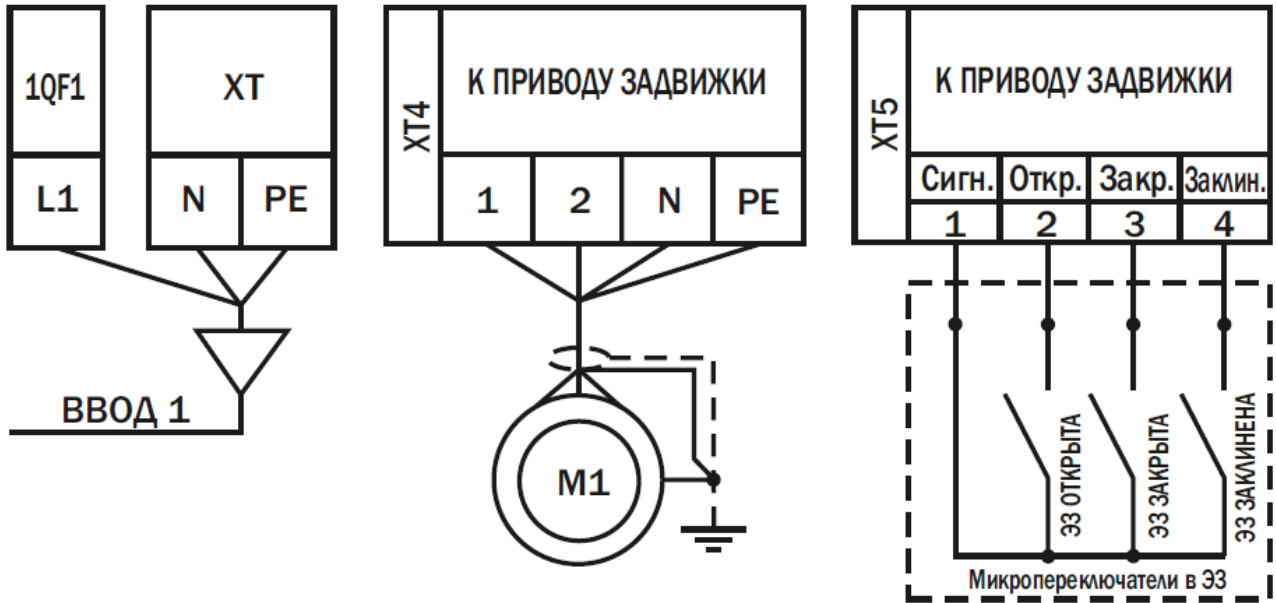 1QF1
L1
XT
N PE
ВВОД 1
XT4
К ПРИВОДУ ЗАДВИЖКИ
1 2 N PE
M1
XT5
К ПРИВОДУ ЗАДВИЖКИ
Сигн. Откр. Закр. Заклин.
1 2 3 4
ЭЗ ОТКРЫТА
ЭЗ ЗАКРЫТА
ЭЗ ЗАКЛИНЕНА
Микропереключатели в ЭЗ